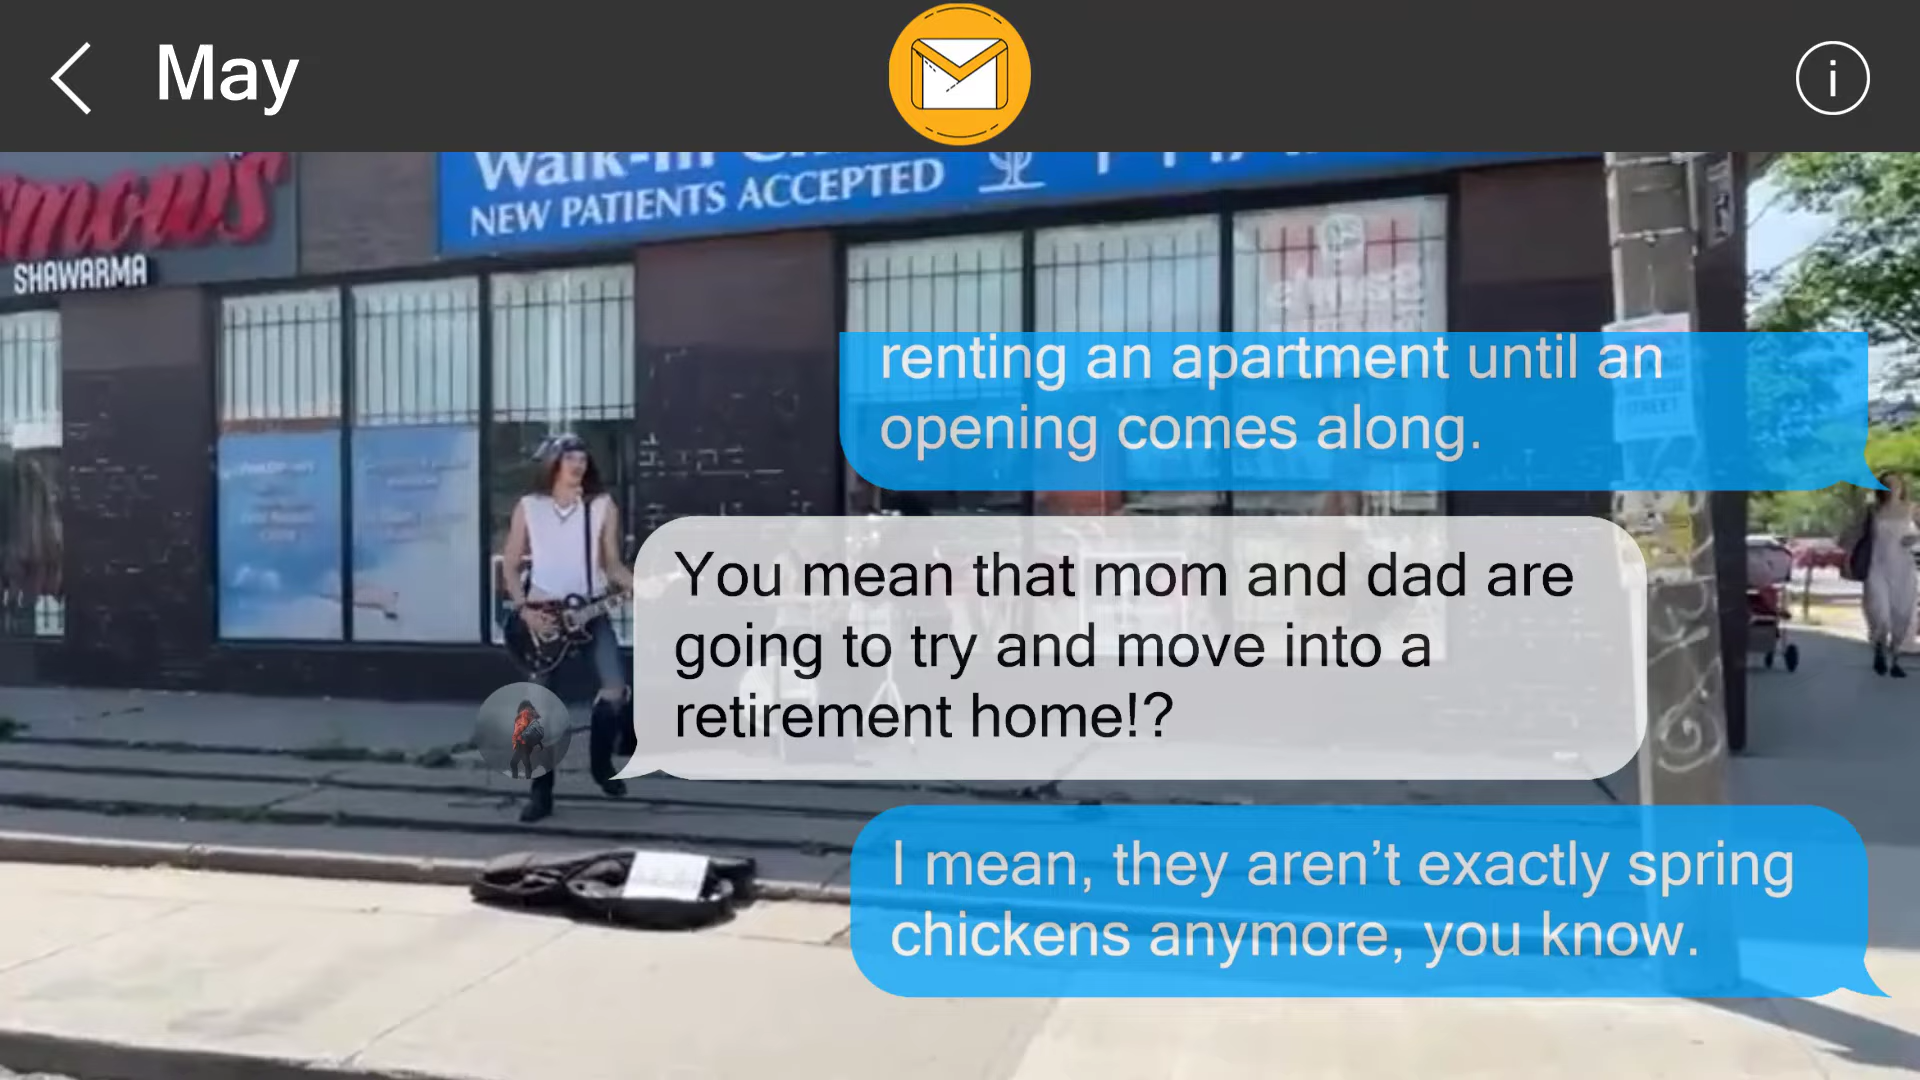 May
Walk-in
NEW PATIENTS ACCEPTED
SHAWARMA
renting an apartment until an
opening comes along.
You mean that mom and dad are
going to try and move into a
retirement home!?
I mean, they aren’t exactly spring
chickens anymore, you know.